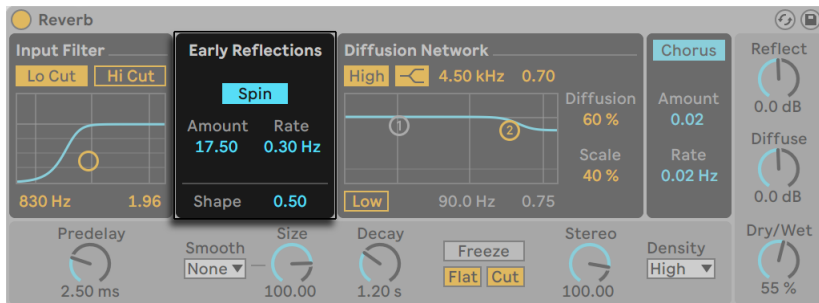 Reverb
Input Filter
Lo Cut Hi Cut
830 Hz 1.96
Early Reflections
Spin
Amount Rate
17.50 0.30 Hz
Shape 0.50
Diffusion Network
High 4.50 kHz 0.70
1 2
Diffusion
60 %
Scale
40 %
Low 90.0 Hz 0.75
Chorus
Amount
0.02
Rate
0.02 Hz
Reflect
0.0 dB
Diffuse
0.0 dB
Dry/Wet
55 %
Predelay
2.50 ms
Smooth
None
Size
100.00
Decay
1.20 s
Freeze
Flat Cut
Stereo
100.00
Density
High